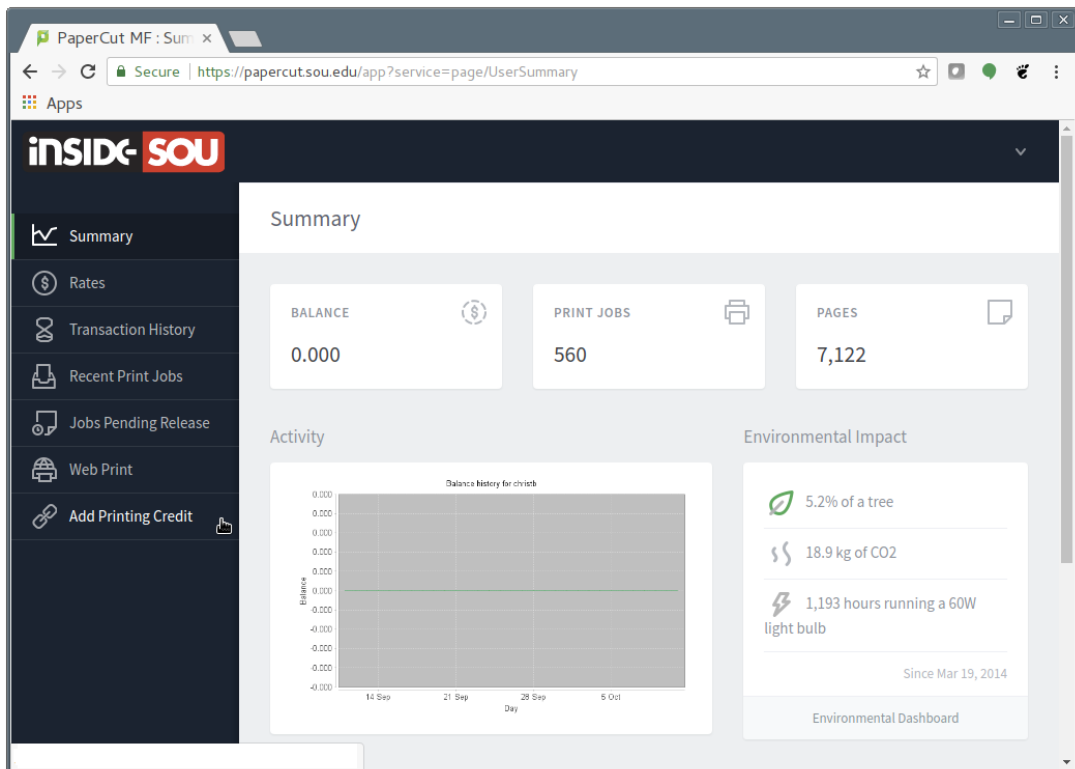 PaperCut MF : Sum
Secure https://papercut.sou.edu/app?service=page/UserSummary
Apps
INSIDE SOU
Summary
Rates
Transaction History
Recent Print Jobs
Jobs Pending Release
Web Print
Add Printing Credit
Summary
BALANCE
0.000
PRINT JOBS
560
PAGES
7,122
Activity
Balance history for christb
Balance
0.000
0.000
0.000
0.000
0.000
0.000
-0.000
-0.000
-0.000
-0.000
-0.000
14 Sep 21 Sep 28 Sep 5 Oct
Day
Environmental Impact
5.2% of a tree
18.9 kg of CO2
1,193 hours running a 60W
light bulb
Since Mar 19, 2014
Environmental Dashboard